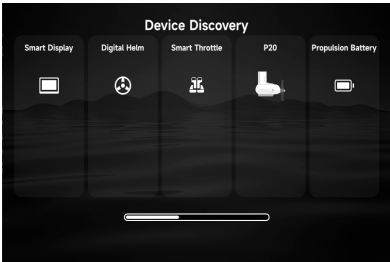 Device Discovery
Smart Display
Digital Helm
Smart Throttle
P20
Propulsion Battery